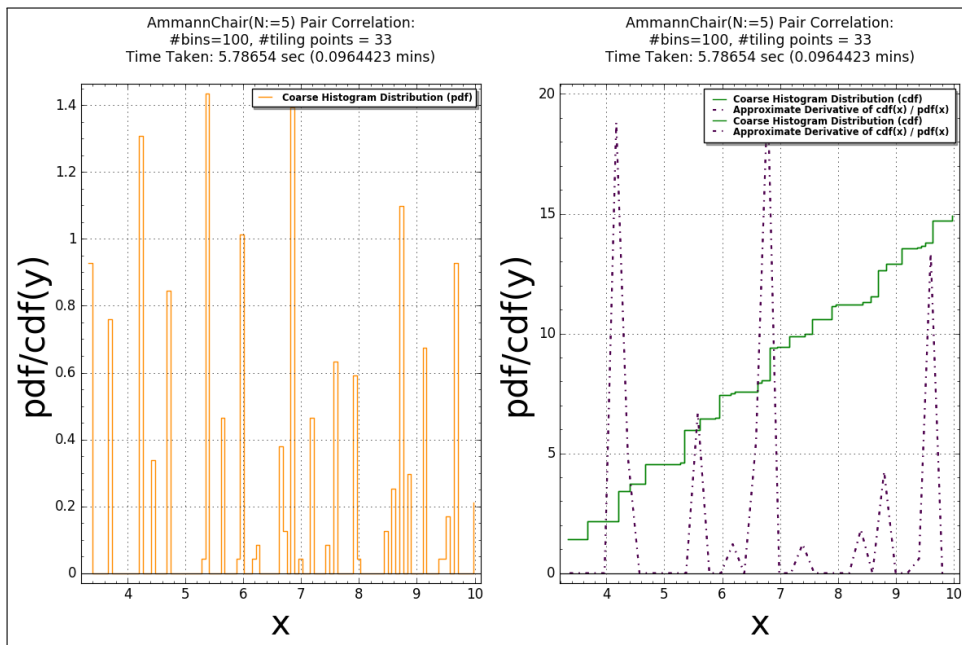 AmmannChair(N:=5) Pair Correlation:
#bins=100, #tiling points = 33
Time Taken: 5.78654 sec (0.0964423 mins)
Coarse Histogram Distribution (pdf)
1.4
1.2
1
0.8
0.6
0.4
0.2
0
4
5
6
7
8
9
10
pdf/cdf(y)
x
AmmannChair(N:=5) Pair Correlation:
#bins=100, #tiling points = 33
Time Taken: 5.78654 sec (0.0964423 mins)
Coarse Histogram Distribution (cdf)
Approximate Derivative of cdf(x) / pdf(x)
Coarse Histogram Distribution (cdf)
Approximate Derivative of cdf(x) / pdf(x)
20
15
10
5
0
4
5
6
7
8
9
10
pdf/cdf(y)
x